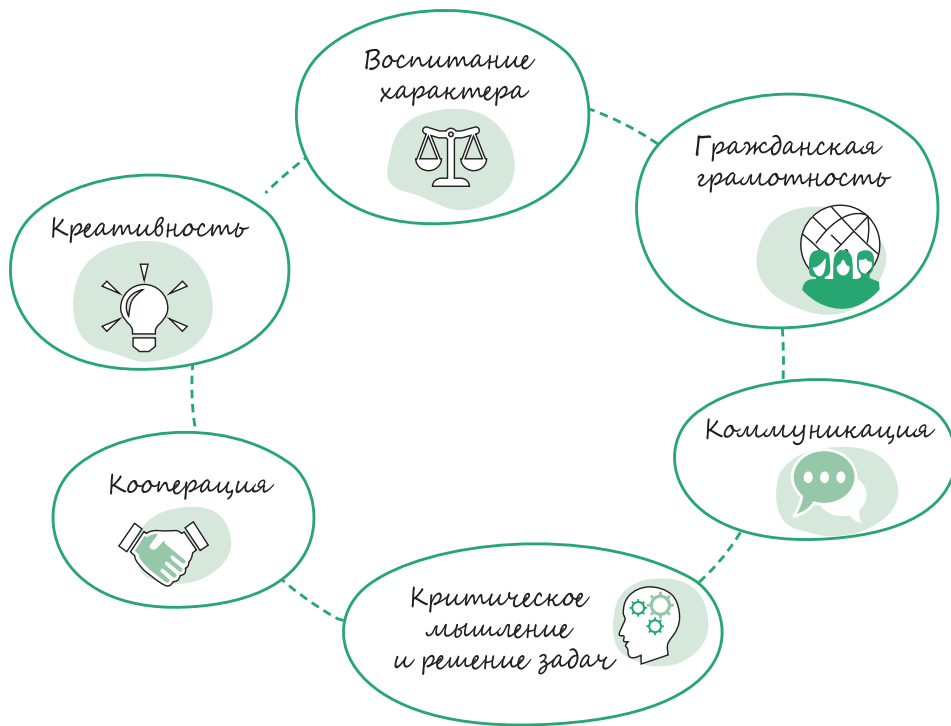 Воспитание
характера
Гражданская
грамотность
Креативность
Коммуникация
Кооперация
Критическое
мышление
и решение задач